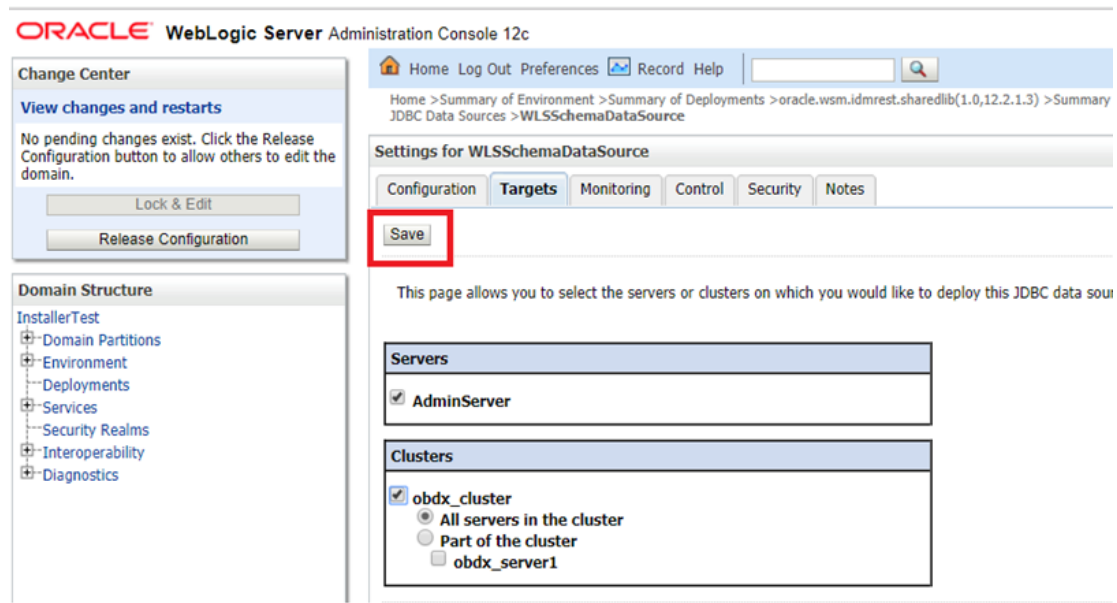 ORACLE WebLogic Server Administration Console 12c
Change Center
View changes and restarts
No pending changes exist. Click the Release
Configuration button to allow others to edit the
domain.
Lock & Edit
Release Configuration
Domain Structure
InstallerTest
Domain Partitions
Environment
Deployments
Services
Security Realms
Interoperability
Diagnostics
Home Log Out Preferences Record Help
Home >Summary of Environment >Summary of Deployments >oracle.wsm.idmrest.sharedlib(1.0,12.2.1.3) >Summary
JDBC Data Sources >WLSSchemaDataSource
Settings for WLSSchemaDataSource
Configuration Targets Monitoring Control Security Notes
Save
This page allows you to select the servers or clusters on which you would like to deploy this JDBC data sour
Servers
AdminServer
Clusters
obdx_cluster
All servers in the cluster
Part of the cluster
obdx_server1